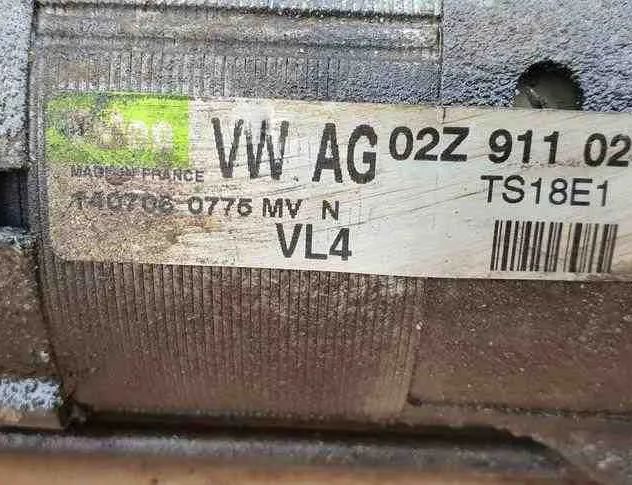 VW AG 02Z 911 02
MADE IN FRANCE TS18E1
140706 0775 MV N
VL4